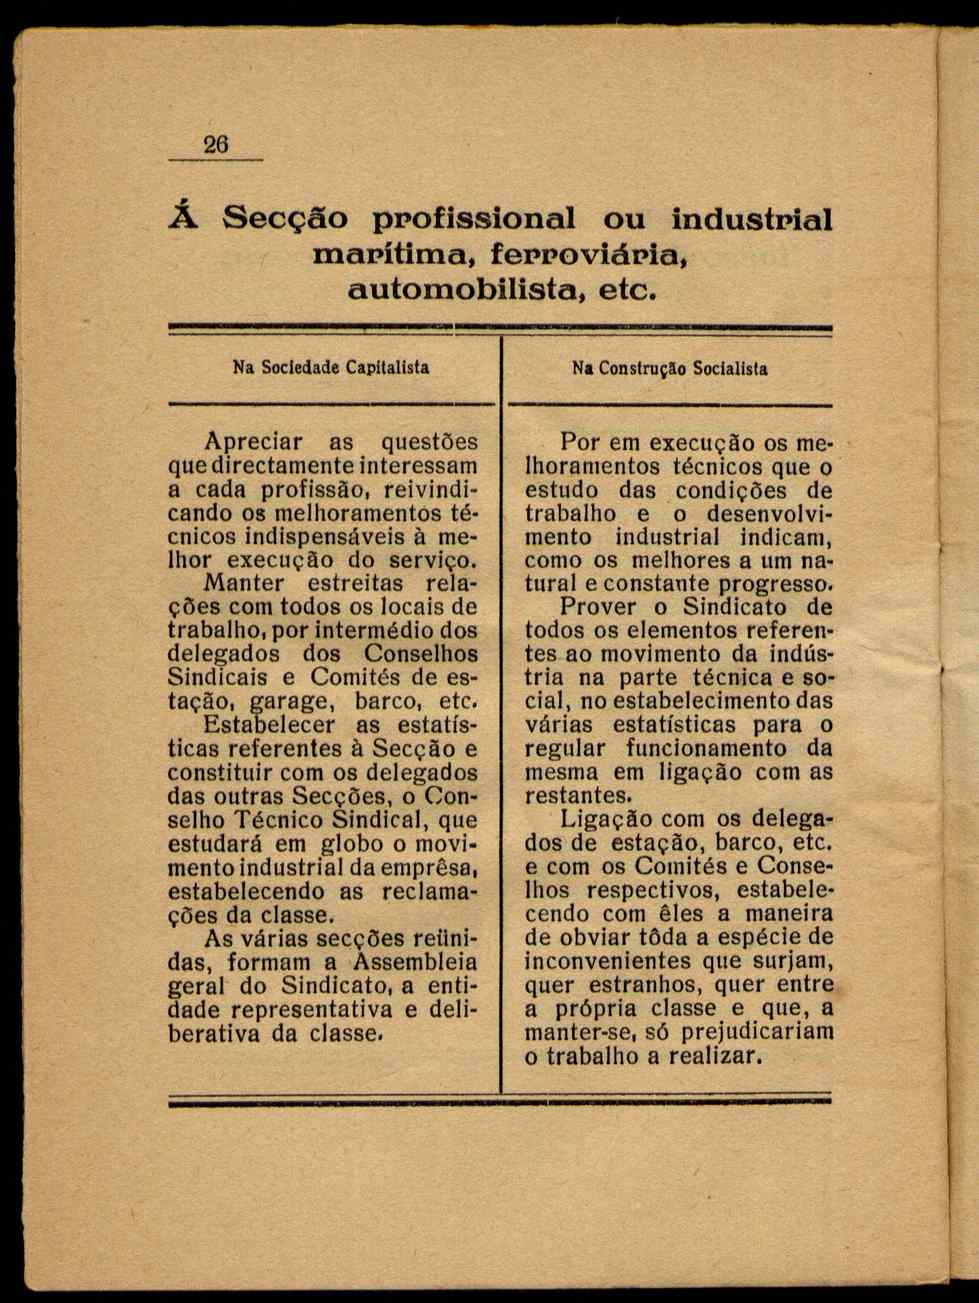 26
Á Secção profissional ou industrial
marítima, ferroviária,
automobilista, etc.
Na Sociedade Capitalista
Apreciar as questões
que directamente interessam
a cada profissão, reivindi-
cando os melhoramentos té-
cnicos indispensáveis à me-
lhor execução do serviço.
Manter estreitas rela-
ções com todos os locais de
trabalho, por intermédio dos
delegados dos Conselhos
Sindicais e Comités de es-
tação, garage, barco, etc.
Estabelecer as estatís-
ticas referentes à Secção e
constituir com os delegados
das outras Secções, o Con-
selho Técnico Sindical, que
estudará em globo o movi-
mento industrial da emprêsa,
estabelecendo as reclama-
ções da classe.
As várias secções reüni-
das, formam a Assembleia
geral do Sindicato, a enti-
dade representativa e deli-
berativa da classe.
Na Construção Socialista
Por em execução os me-
lhoramentos técnicos que o
estudo das condições de
trabalho e o desenvolvi-
mento industrial indicam,
como os melhores a um na-
tural e constante progresso.
Prover o Sindicato de
todos os elementos referen-
tes ao movimento da indús-
tria na parte técnica e so-
cial, no estabelecimento das
várias estatísticas para o
regular funcionamento da
mesma em ligação com as
restantes.
Ligação com os delega-
dos de estação, barco, etc.
e com os Comités e Conse-
lhos respectivos, estabele-
cendo com êles a maneira
de obviar tôda a espécie de
inconvenientes que surjam,
quer estranhos, quer entre
a própria classe e que, a
manter-se, só prejudicariam
o trabalho a realizar.